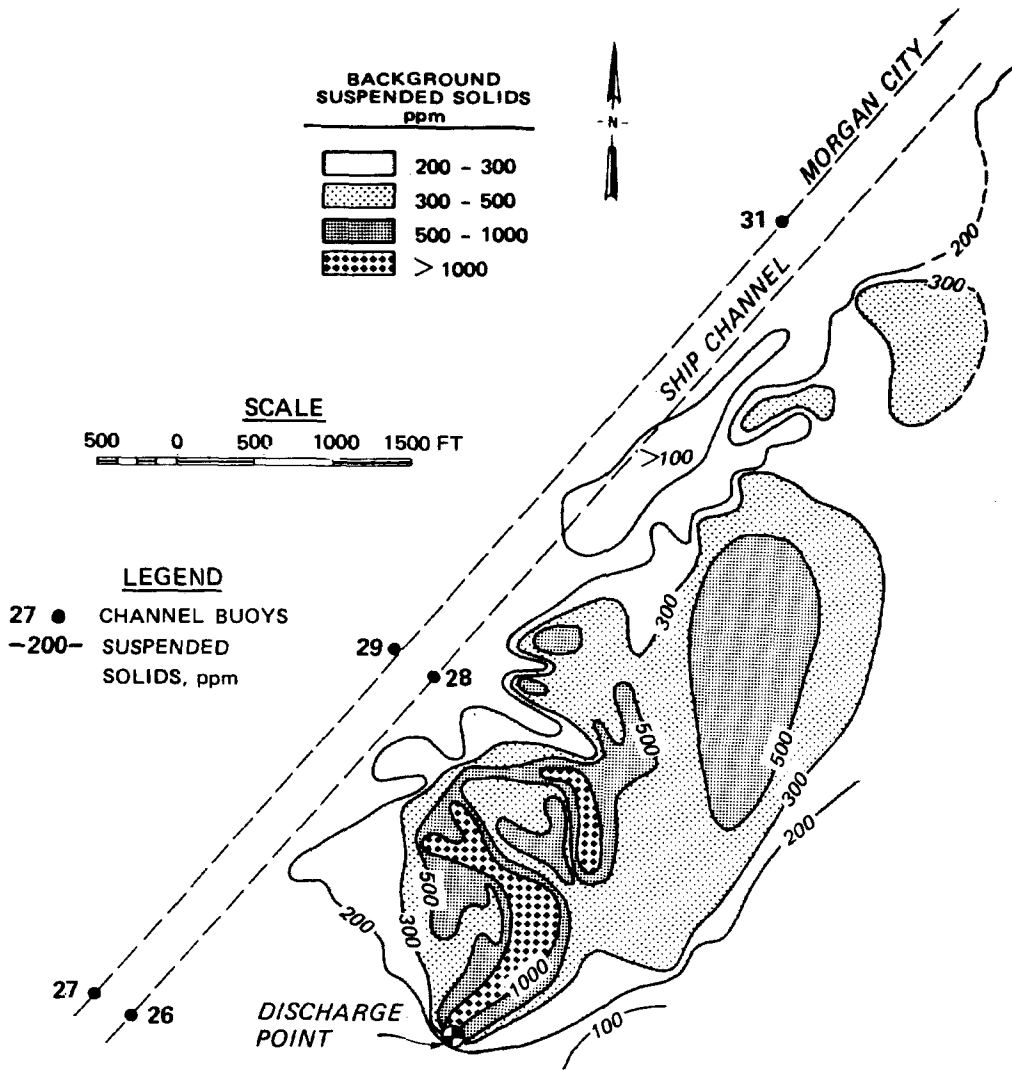 BACKGROUND
SUSPENDED SOLIDS
ppm
200 - 300
300 - 500
500 - 1000
> 1000
-N-
MORGAN CITY
31
SHIP CHANNEL
200
300
>100
SCALE
500 0 500 1000 1500 FT
LEGEND
27 ● CHANNEL BUOYS
-200- SUSPENDED
SOLIDS, ppm
29
28
300
500
500
300
200
500
200
300
1000
27
26
DISCHARGE
POINT
100